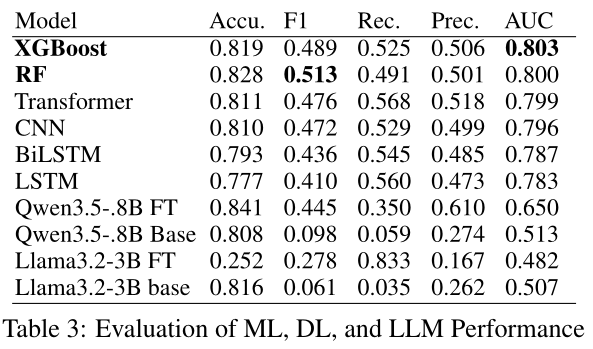 Model Accu. F1 Rec. Prec. AUC
XGBoost 0.819 0.489 0.525 0.506 0.803
RF 0.828 0.513 0.491 0.501 0.800
Transformer 0.811 0.476 0.568 0.518 0.799
CNN 0.810 0.472 0.529 0.499 0.796
BiLSTM 0.793 0.436 0.545 0.485 0.787
LSTM 0.777 0.410 0.560 0.473 0.783
Qwen3.5-.8B FT 0.841 0.445 0.350 0.610 0.650
Qwen3.5-.8B Base 0.808 0.098 0.059 0.274 0.513
Llama3.2-3B FT 0.252 0.278 0.833 0.167 0.482
Llama3.2-3B base 0.816 0.061 0.035 0.262 0.507
Table 3: Evaluation of ML, DL, and LLM Performance